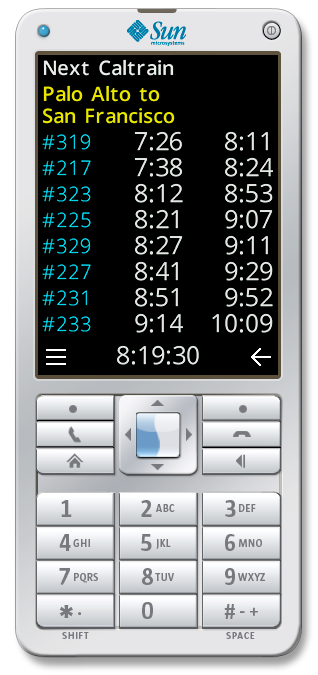 Sun
microsystems
Next Caltrain
Palo Alto to
San Francisco
#319 7:26 8:11
#217 7:38 8:24
#323 8:12 8:53
#225 8:21 9:07
#329 8:27 9:11
#227 8:41 9:29
#231 8:51 9:52
#233 9:14 10:09
8:19:30
1 2 ABC 3 DEF
4 GHI 5 JKL 6 MNO
7 PQRS 8 TUV 9 WXYZ
* . 0 # - +
SHIFT SPACE